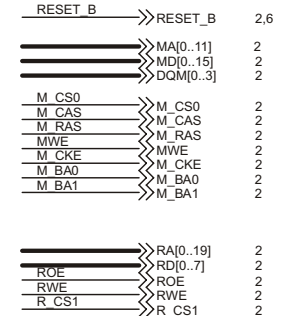 RESET_B RESET_B 2,6
MA[0..11] 2
MD[0..15] 2
DQM[0..3] 2
M_CS0 M_CS0 2
M_CAS M_CAS 2
M_RAS M_RAS 2
MWE MWE 2
M_CKE M_CKE 2
M_BA0 M_BA0 2
M_BA1 M_BA1 2
RA[0..19] 2
RD[0..7] 2
ROE ROE 2
RWE RWE 2
R_CS1 R_CS1 2